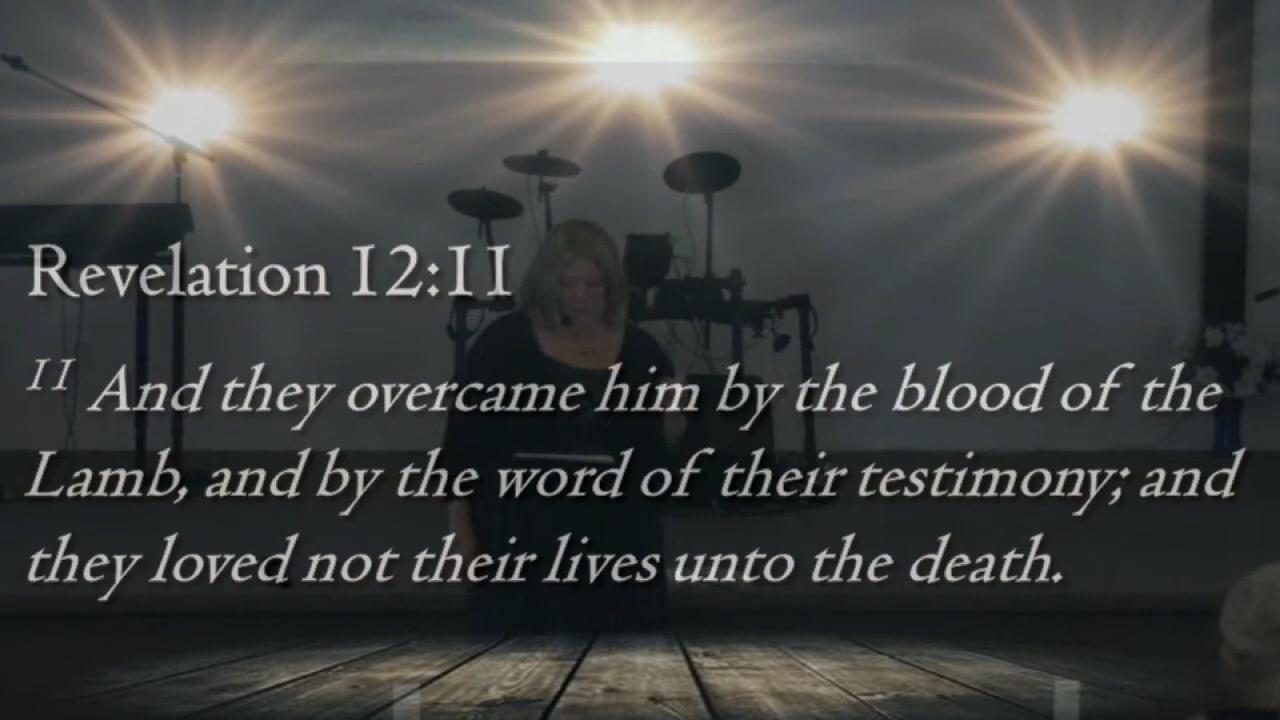 Revelation 12:11
11 And they overcame him by the blood of the
Lamb, and by the word of their testimony; and
they loved not their lives unto the death.